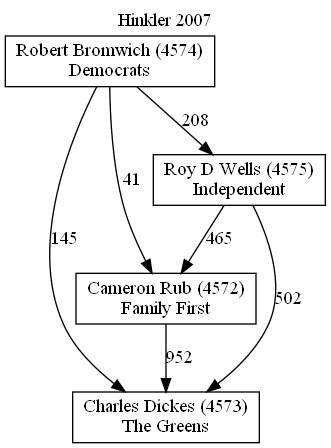 Hinkler 2007
Robert Bromwich (4574)
Democrats
208
Roy D Wells (4575)
Independent
41
145
465
Cameron Rub (4572)
Family First
502
952
Charles Dickes (4573)
The Greens